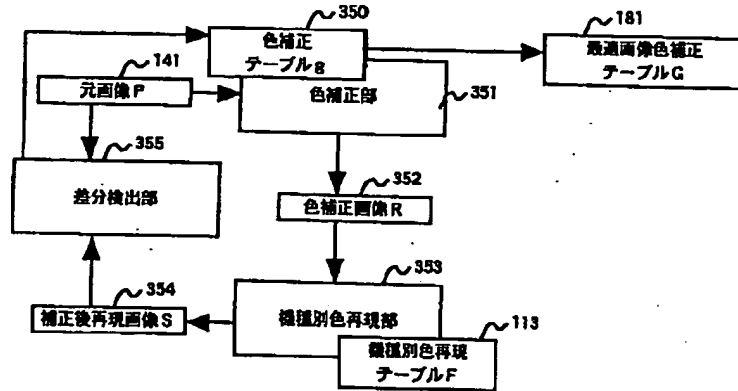 350
色補正
テーブルg
181
最適画像色補正
テーブルG
141
元画像P
色補正部
351
355
差分検出部
352
色補正画像R
353
機種別色再現部
354
補正後再現画像S
113
機種別色再現
テーブルF